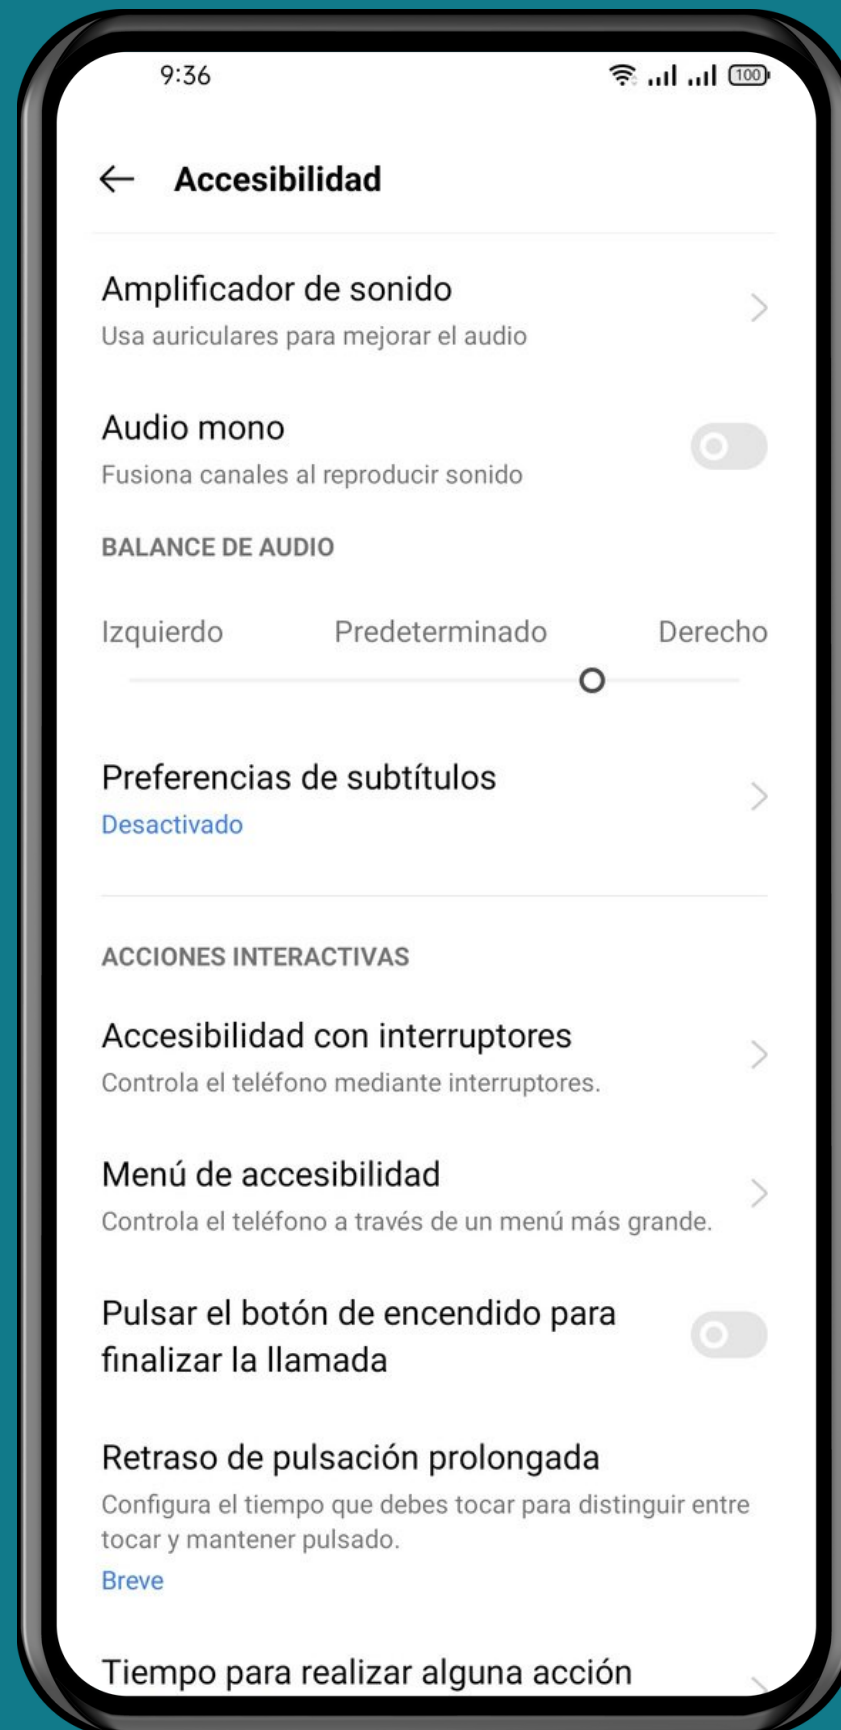 9:36
100
Accesibilidad
Amplificador de sonido
Usa auriculares para mejorar el audio
Audio mono
Fusiona canales al reproducir sonido
BALANCE DE AUDIO
Izquierdo Predeterminado Derecho
Preferencias de subtítulos
Desactivado
ACCIONES INTERACTIVAS
Accesibilidad con interruptores
Controla el teléfono mediante interruptores.
Menú de accesibilidad
Controla el teléfono a través de un menú más grande.
Pulsar el botón de encendido para
finalizar la llamada
Retraso de pulsación prolongada
Configura el tiempo que debes tocar para distinguir entre
tocar y mantener pulsado.
Breve
Tiempo para realizar alguna acción